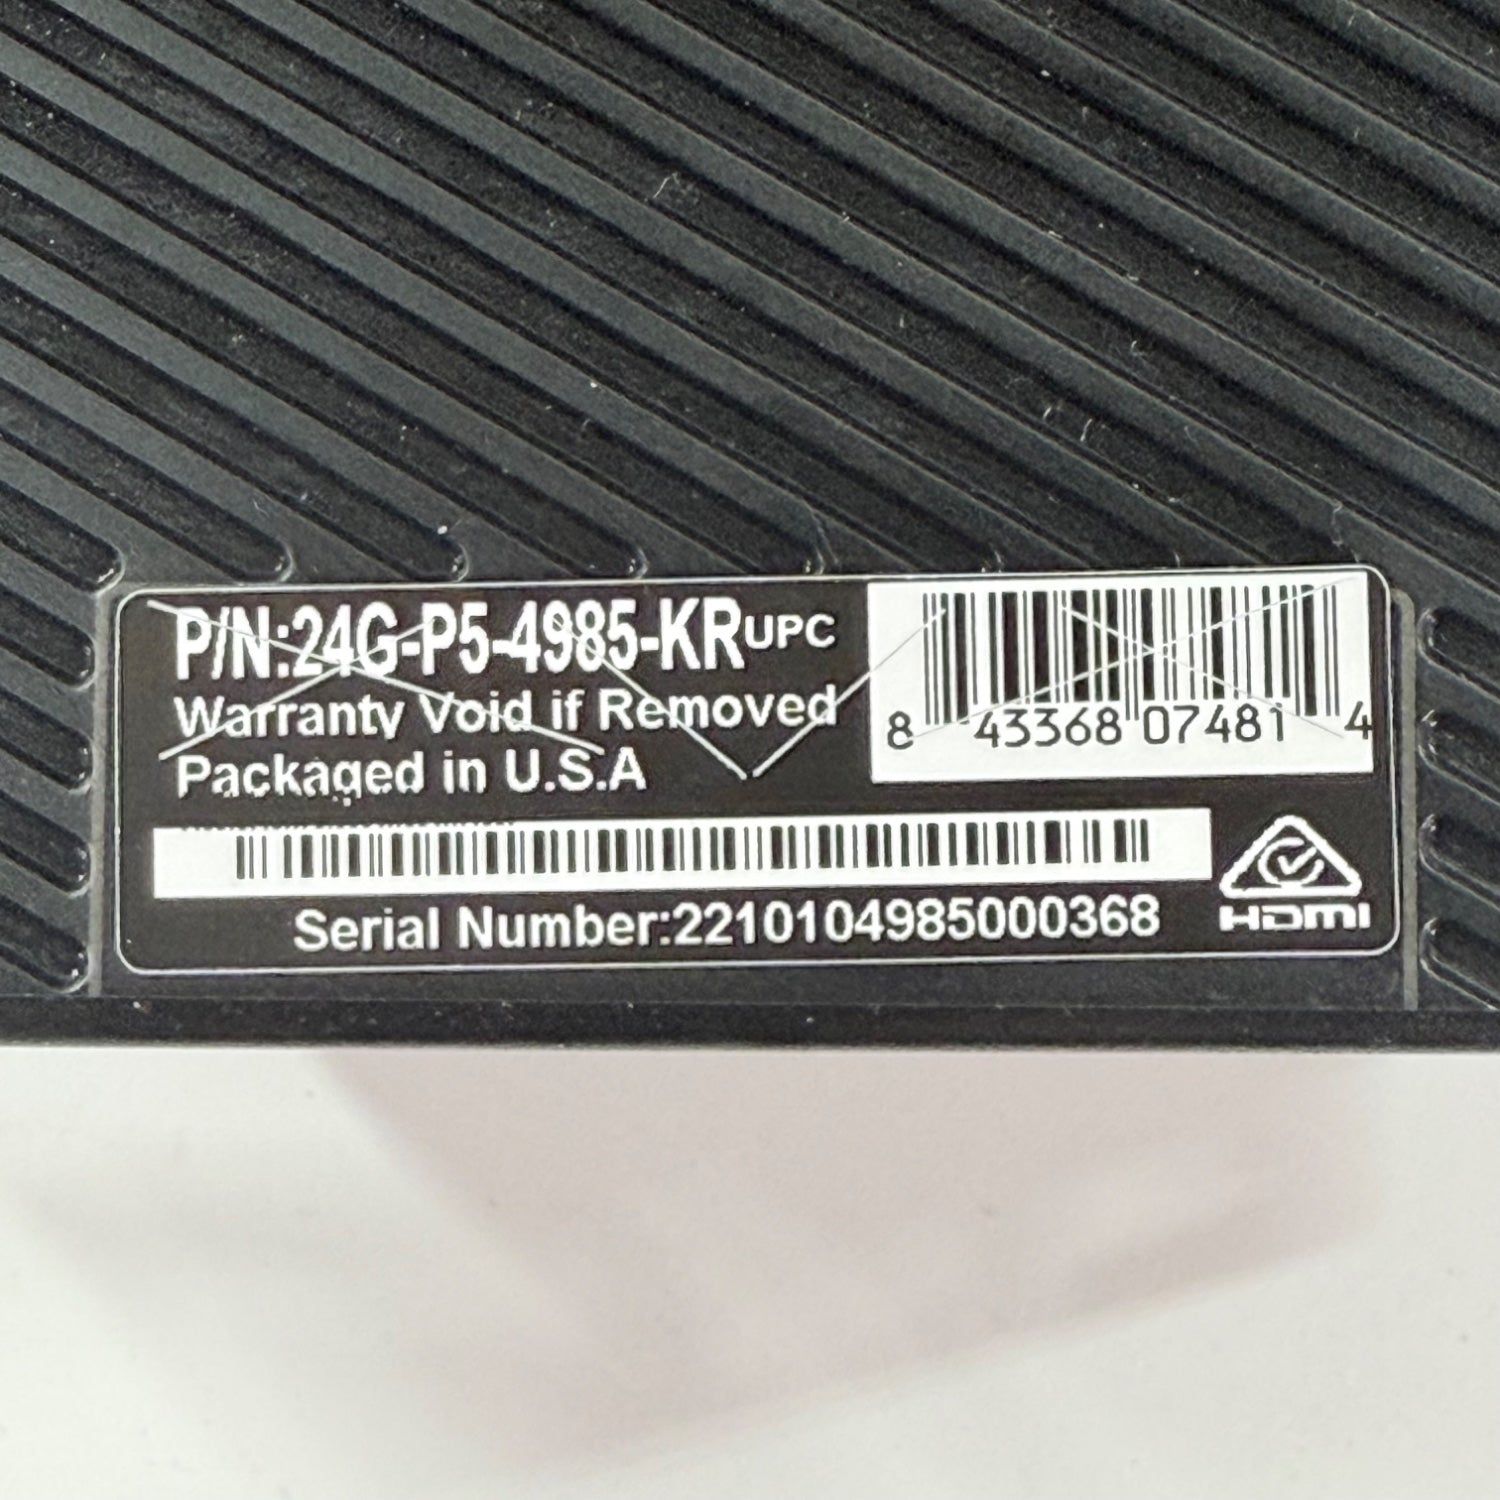 P/N:24G-P5-4985-KR UPC
Warranty Void if Removed
Packaged in U.S.A
8 43368 07481 4
Serial Number:2210104985000368
HDMI